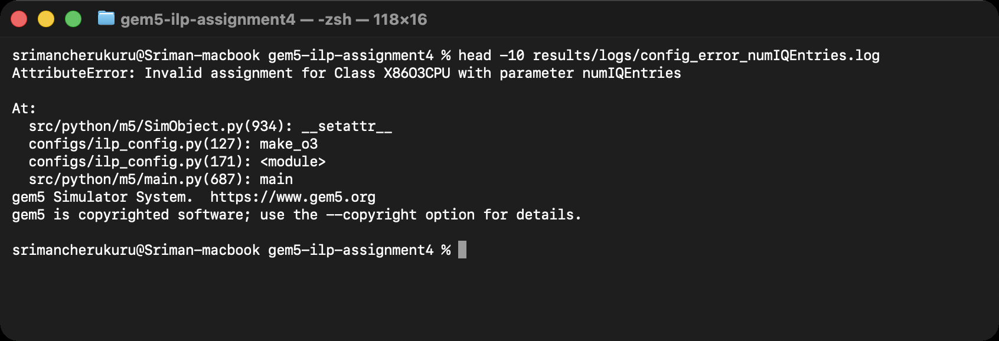 gem5-ilp-assignment4 — -zsh — 118×16
srimancherukuru@Sriman-macbook gem5-ilp-assignment4 % head -10 results/logs/config_error_numIQEntries.log
AttributeError: Invalid assignment for Class X86O3CPU with parameter numIQEntries
At:
src/python/m5/SimObject.py(934): __setattr__
configs/ilp_config.py(127): make_o3
configs/ilp_config.py(171): <module>
src/python/m5/main.py(687): main
gem5 Simulator System.  https://www.gem5.org
gem5 is copyrighted software; use the --copyright option for details.
srimancherukuru@Sriman-macbook gem5-ilp-assignment4 %